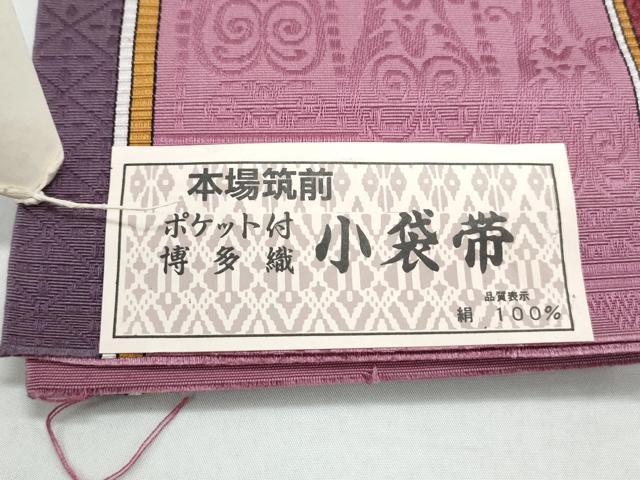 本場筑前
ポケット付
博多織
小袋帯
品質表示
絹 100%